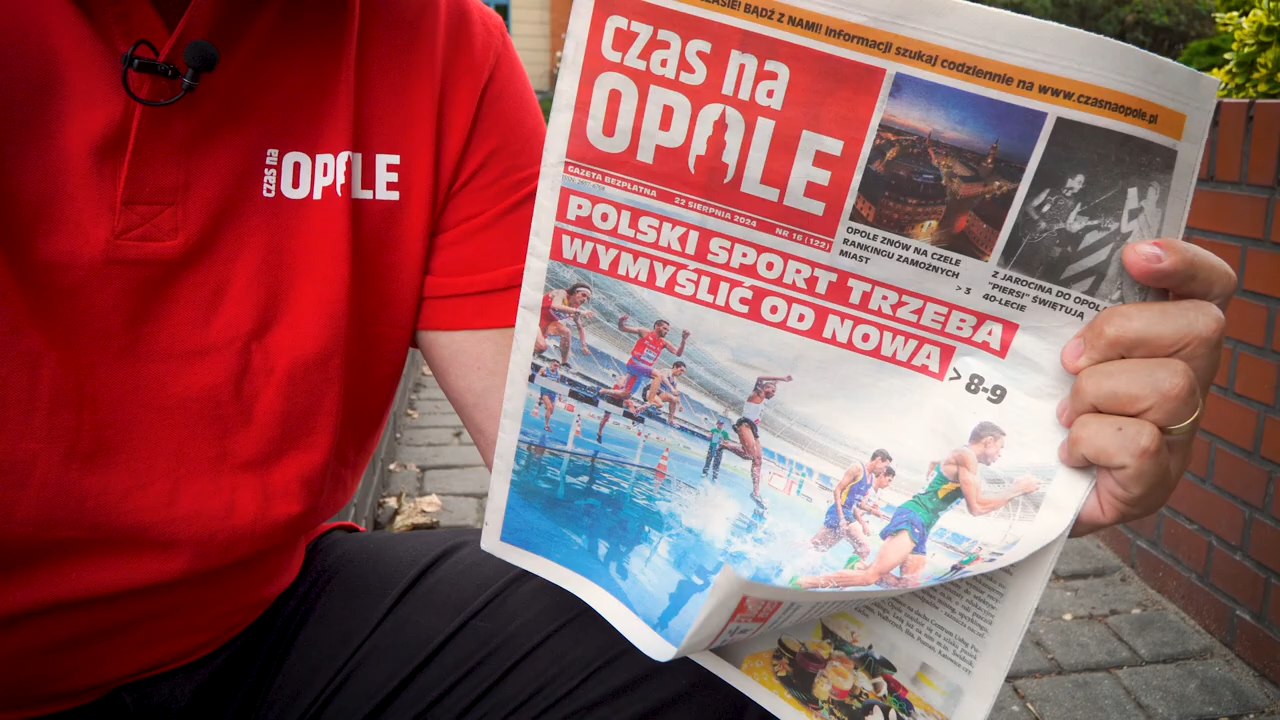 czas na
OPOLE
ZASIE! BĄDŹ Z NAMI! Informacji szukaj codziennie na www.czasnaopole.pl
czas na
OPOLE
GAZETA BEZPŁATNA
22 SIERPNIA 2024
NR 16 (122)
OPOLE ZNÓW NA CZELE
RANKINGU ZAMOŻNYCH
MIAST
> 3
Z JAROCINA DO OPOLA
"PIERSI" ŚWIĘTUJĄ
40-LECIE
POLSKI SPORT TRZEBA
WYMYŚLIĆ OD NOWA
> 8-9